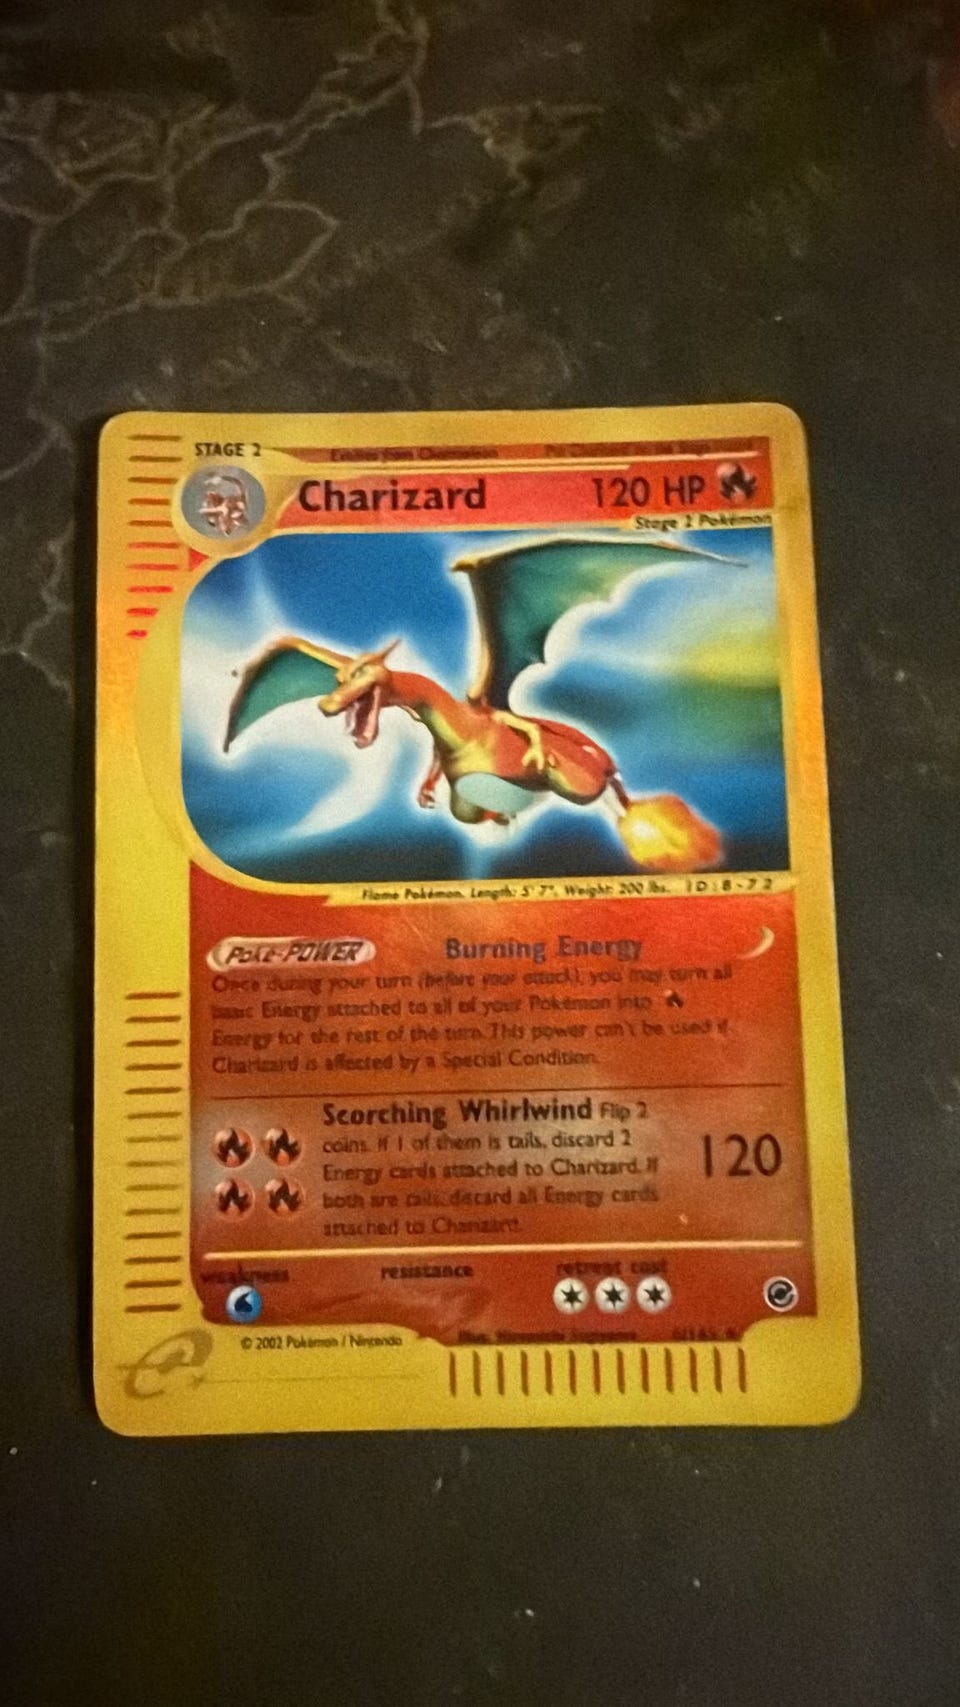 STAGE 2 Evolves from Charmeleon
Charizard 120 HP
Stage 2 Pokémon
Flame Pokémon. Length: 5' 7", Weight: 200 lbs. ID: B-72
Poké-POWER Burning Energy
Once during your turn (before your attack), you may turn all
basic Energy attached to all of your Pokémon into
Energy for the rest of the turn. This power can't be used if
Charizard is affected by a Special Condition.
Scorching Whirlwind Flip 2
coins. If 1 of them is tails, discard 2
Energy cards attached to Charizard. If
both are tails, discard all Energy cards
attached to Charizard.
120
weakness resistance retreat cost
© 2002 Pokémon / Nintendo
e